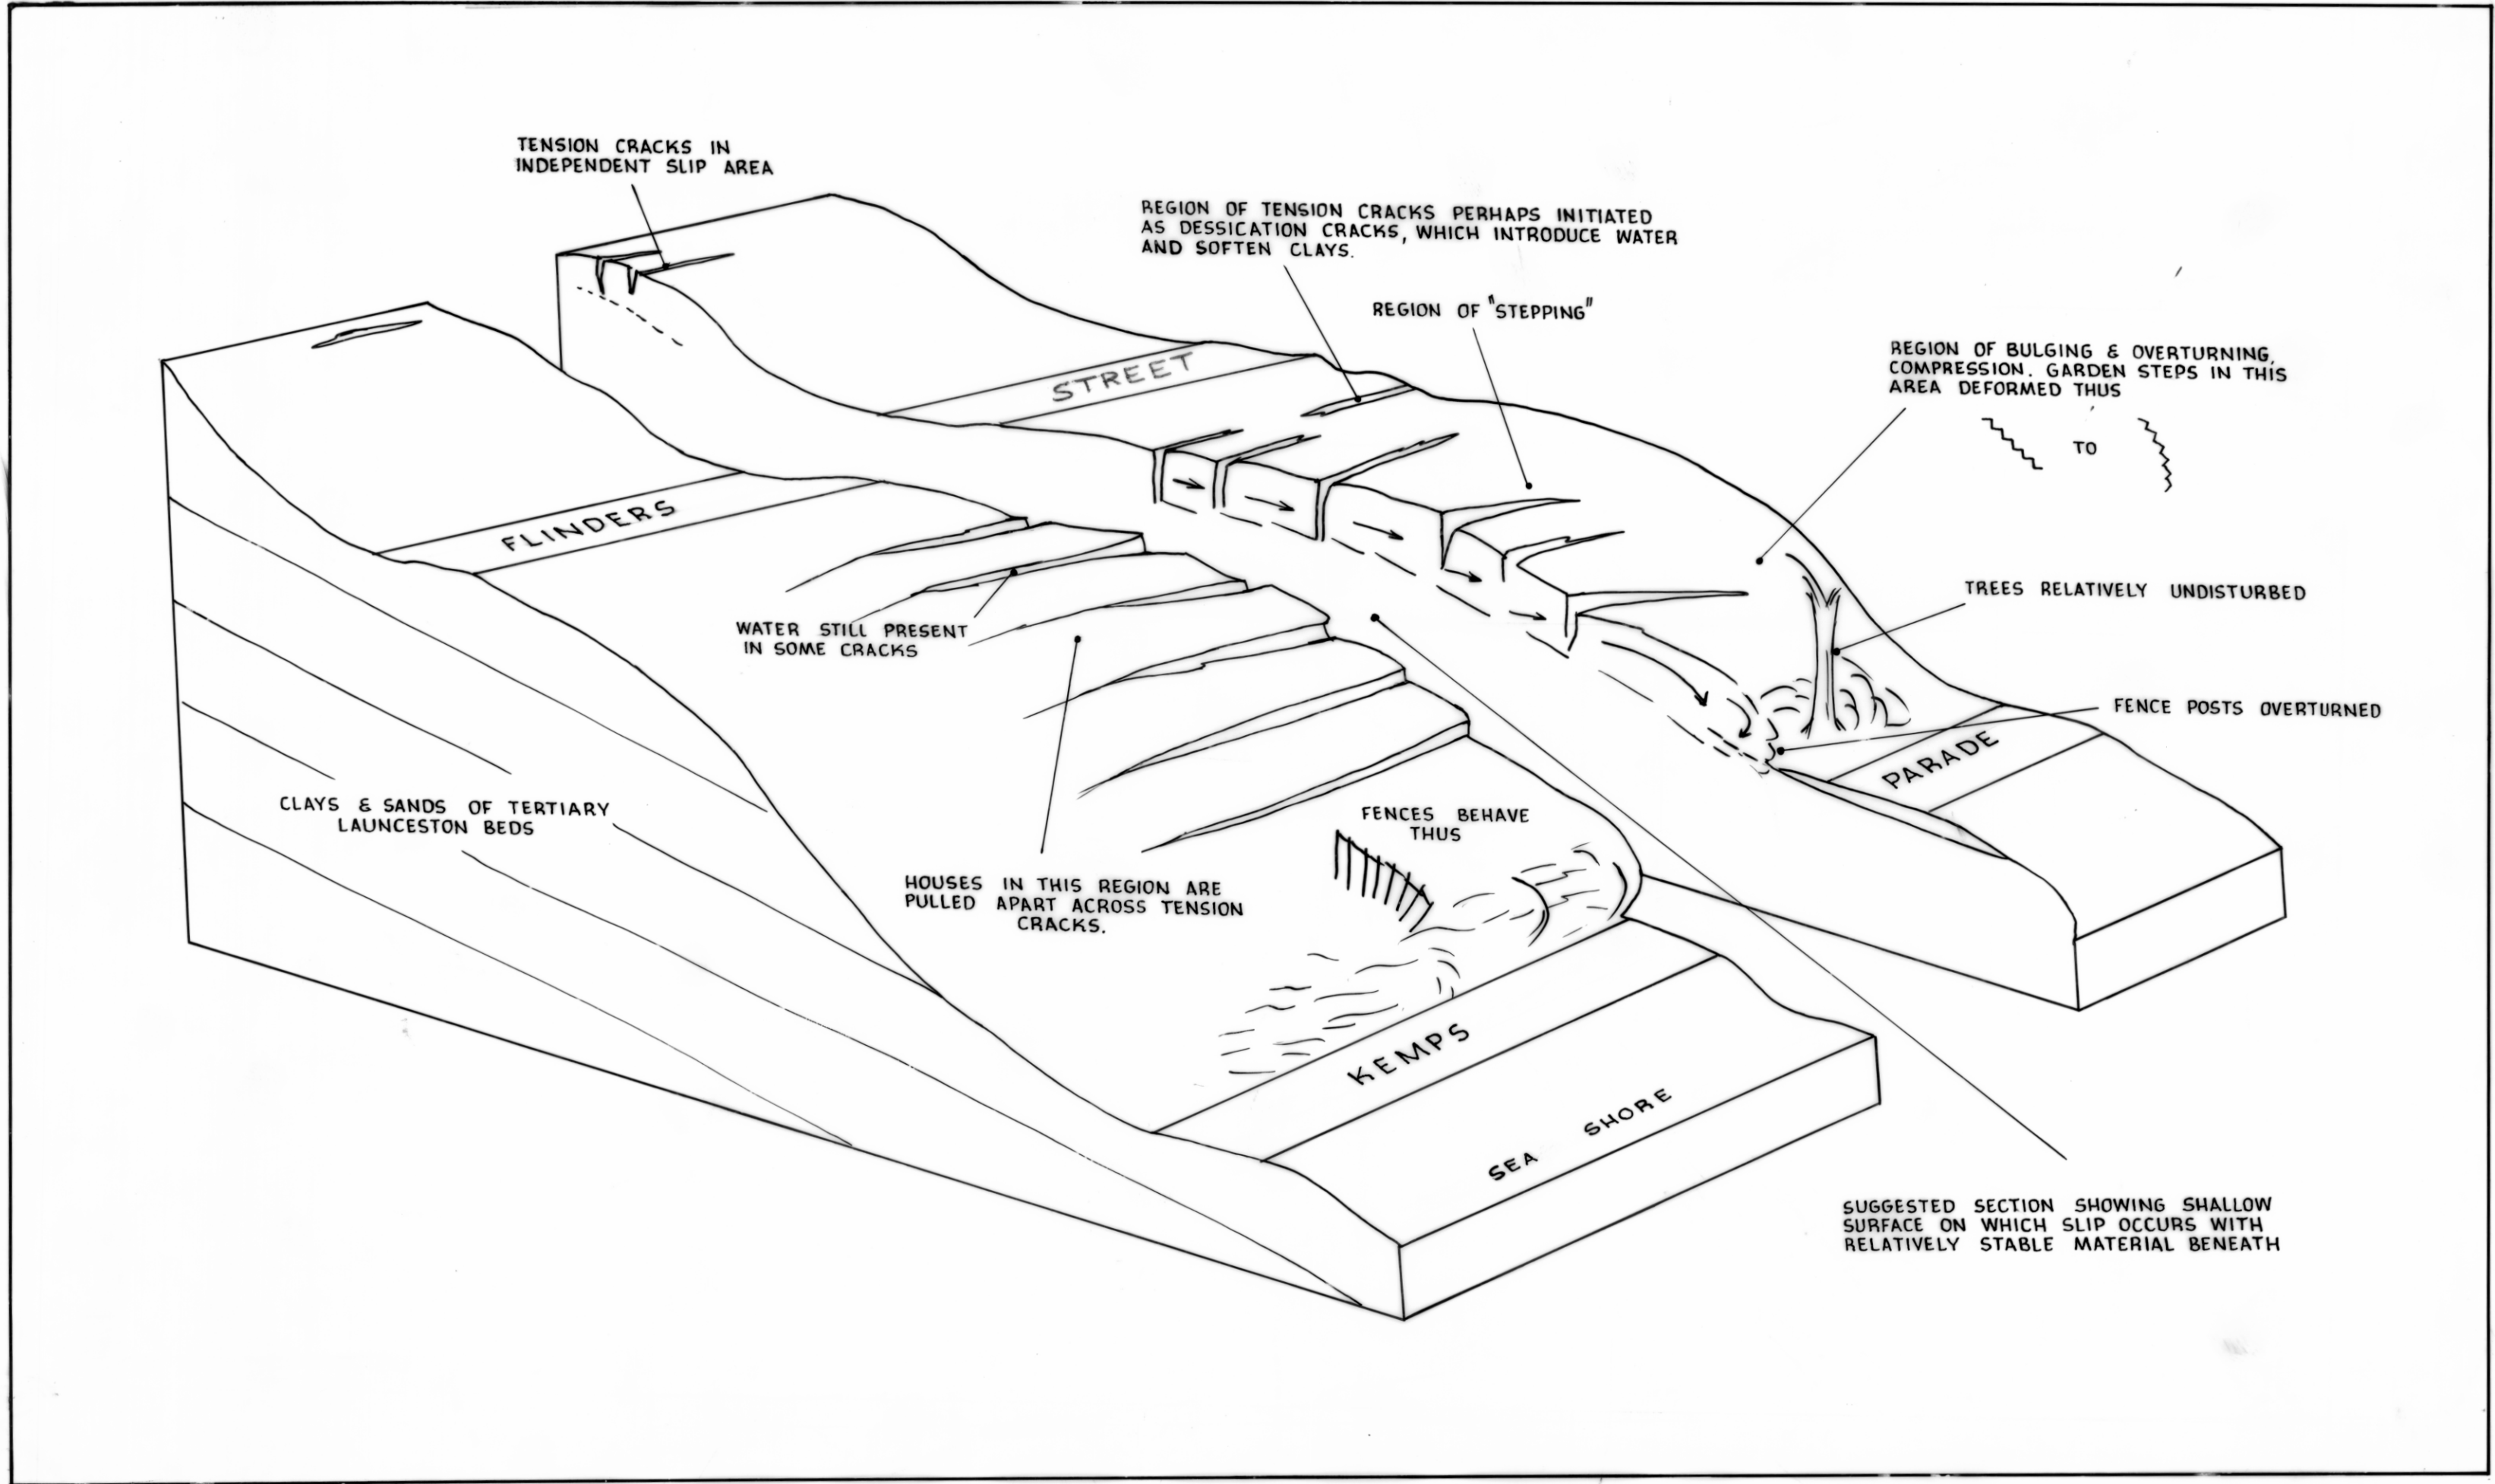 TENSION CRACKS IN
INDEPENDENT SLIP AREA
REGION OF TENSION CRACKS PERHAPS INITIATED
AS DESSICATION CRACKS, WHICH INTRODUCE WATER
AND SOFTEN CLAYS.
REGION OF "STEPPING"
REGION OF BULGING & OVERTURNING,
COMPRESSION. GARDEN STEPS IN THIS
AREA DEFORMED THUS
TO
STREET
FLINDERS
TREES RELATIVELY UNDISTURBED
WATER STILL PRESENT
IN SOME CRACKS
FENCE POSTS OVERTURNED
PARADE
CLAYS & SANDS OF TERTIARY
LAUNCESTON BEDS
FENCES BEHAVE
THUS
HOUSES IN THIS REGION ARE
PULLED APART ACROSS TENSION
CRACKS.
KEMPS
SEA SHORE
SUGGESTED SECTION SHOWING SHALLOW
SURFACE ON WHICH SLIP OCCURS WITH
RELATIVELY STABLE MATERIAL BENEATH